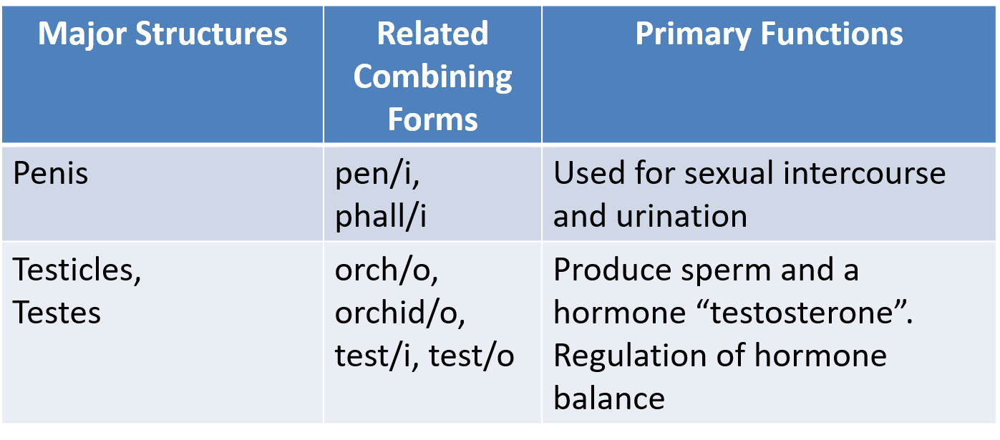 Major Structures
Related
Combining
Forms
Primary Functions
Penis
pen/i,
phall/i
Used for sexual intercourse
and urination
Testicles,
Testes
orch/o,
orchid/o,
test/i, test/o
Produce sperm and a
hormone “testosterone”.
Regulation of hormone
balance